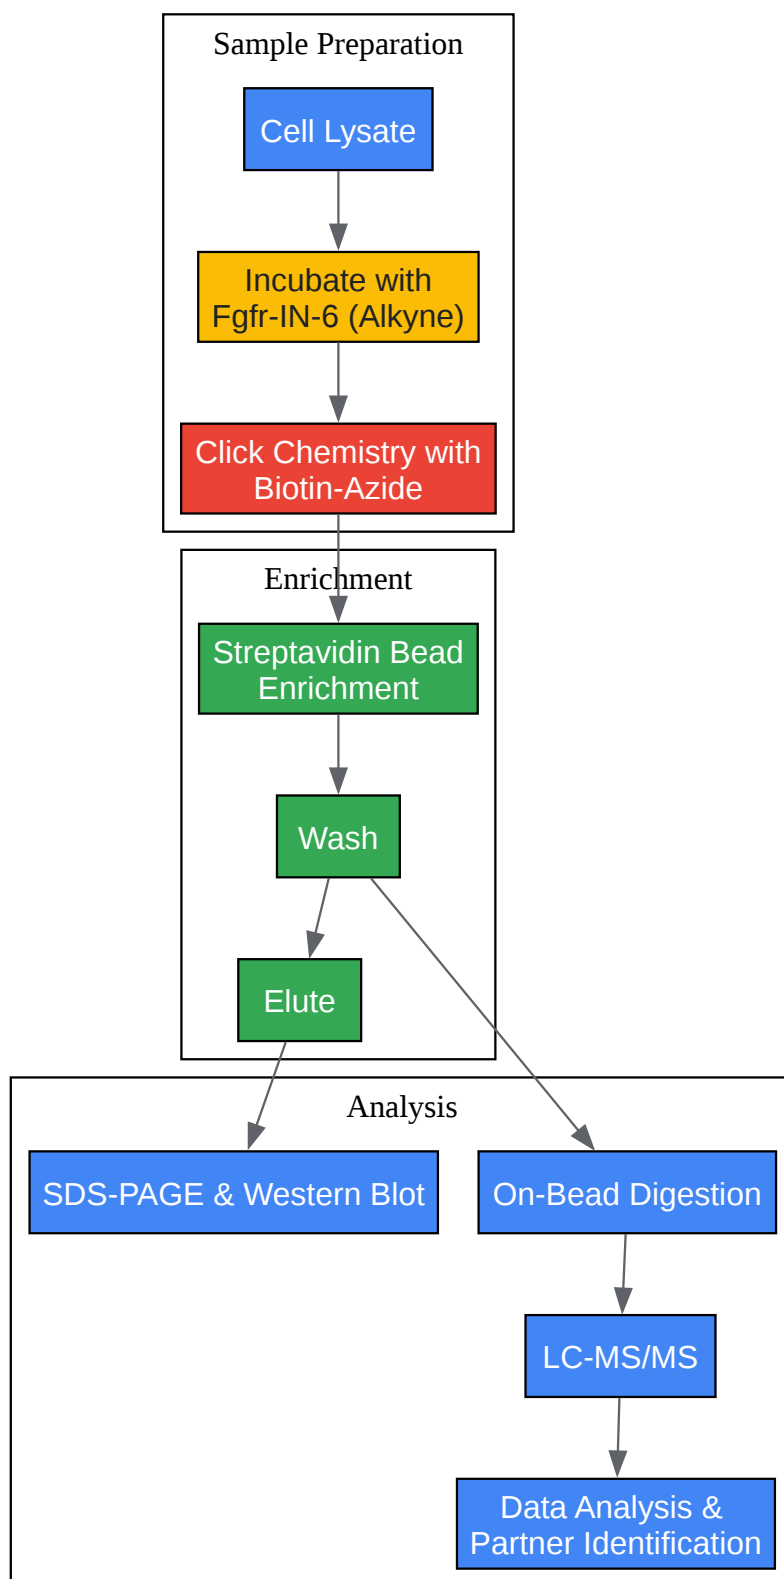 Sample Preparation
Cell Lysate
Incubate with
Fgfr-IN-6 (Alkyne)
Click Chemistry with
Biotin-Azide
Enrichment
Streptavidin Bead
Enrichment
Wash
Elute
Analysis
SDS-PAGE & Western Blot
On-Bead Digestion
LC-MS/MS
Data Analysis &
Partner Identification